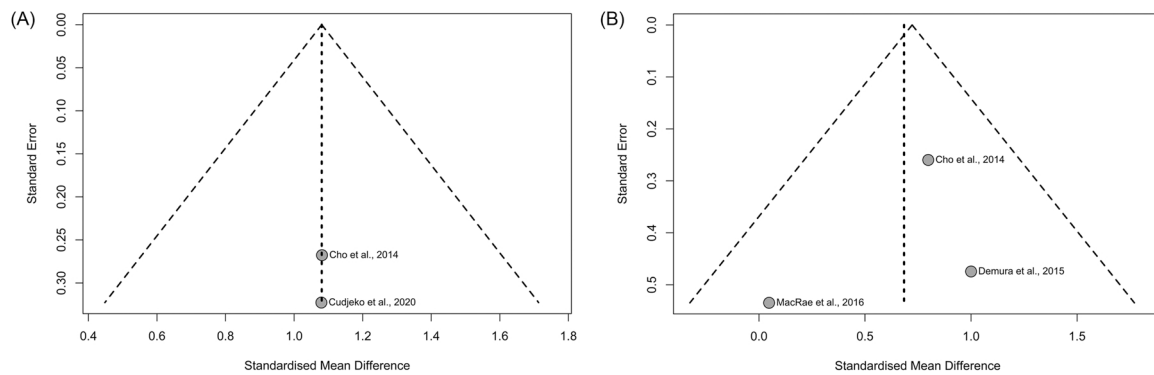 (A)
0.00
0.05
0.10
0.15
0.20
0.25
0.30
Standard Error
Cho et al., 2014
Cudjeko et al., 2020
0.4 0.6 0.8 1.0 1.2 1.4 1.6 1.8
Standardised Mean Difference
(B)
0.0
0.1
0.2
0.3
0.4
0.5
Standard Error
Cho et al., 2014
Demura et al., 2015
MacRae et al., 2016
0.0 0.5 1.0 1.5
Standardised Mean Difference